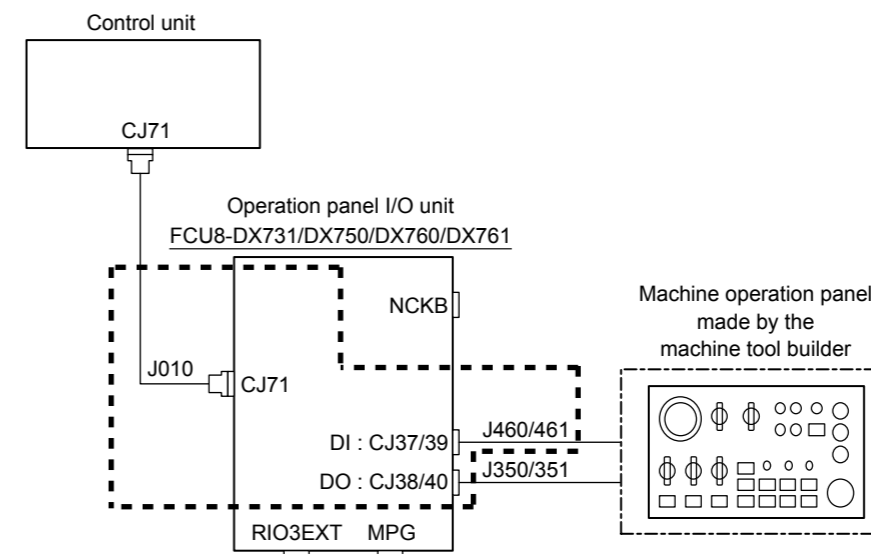 Control unit
CJ71
Operation panel I/O unit
FCU8-DX731/DX750/DX760/DX761
NCKB
Machine operation panel
made by the
machine tool builder
J010
CJ71
DI : CJ37/39
J460/461
DO : CJ38/40
J350/351
RIO3EXT MPG